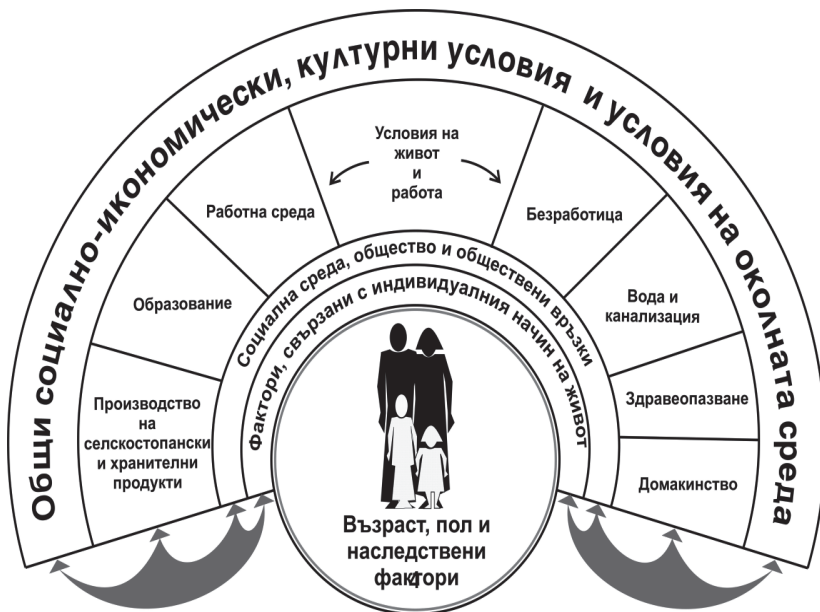 Общи социално-икономически, културни условия и условия на околната среда
Условия на
живот
и
работа
Работна среда
Безработица
Образование
Вода и
канализация
Производство
на
селскостопански
и хранителни
продукти
Здравеопазване
Домакинство
Социална среда, общество и обществени връзки
Фактори, свързани с индивидуалния начин на живот
Възраст, пол и
наследствени
фактори
4